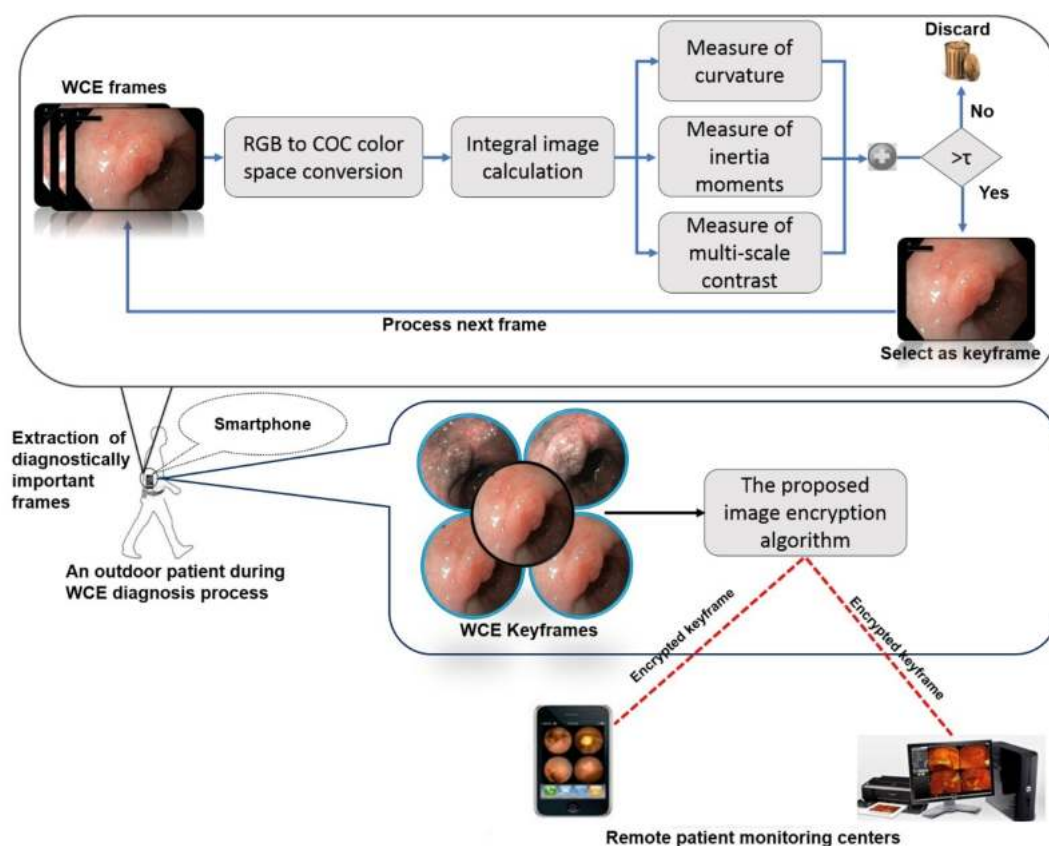 Discard
WCE frames
Measure of
curvature
No
RGB to COC color
space conversion
Integral image
calculation
Measure of
inertia
moments
>τ
Yes
Measure of
multi-scale
contrast
Process next frame
Select as keyframe
Smartphone
Extraction of
diagnostically
important
frames
The proposed
image encryption
algorithm
An outdoor patient during
WCE diagnosis process
WCE Keyframes
Encrypted keyframe
Encrypted keyframe
Remote patient monitoring centers